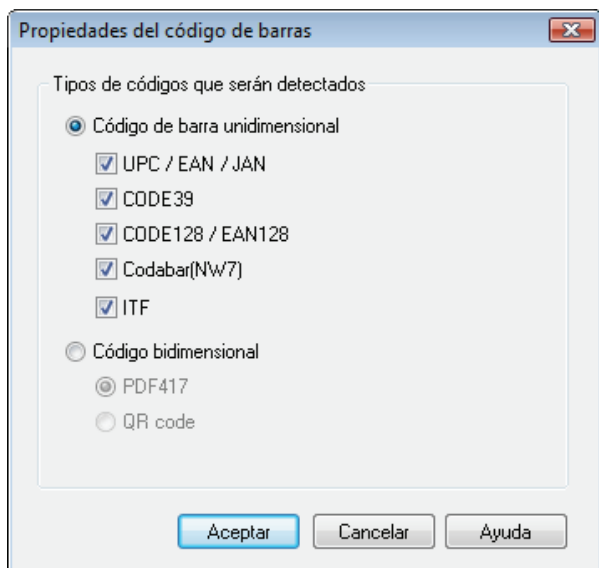 Propiedades del código de barras
Tipos de códigos que serán detectados
Código de barra unidimensional
UPC / EAN / JAN
CODE39
CODE128 / EAN128
Codabar(NW7)
ITF
Código bidimensional
PDF417
QR code
Aceptar Cancelar Ayuda